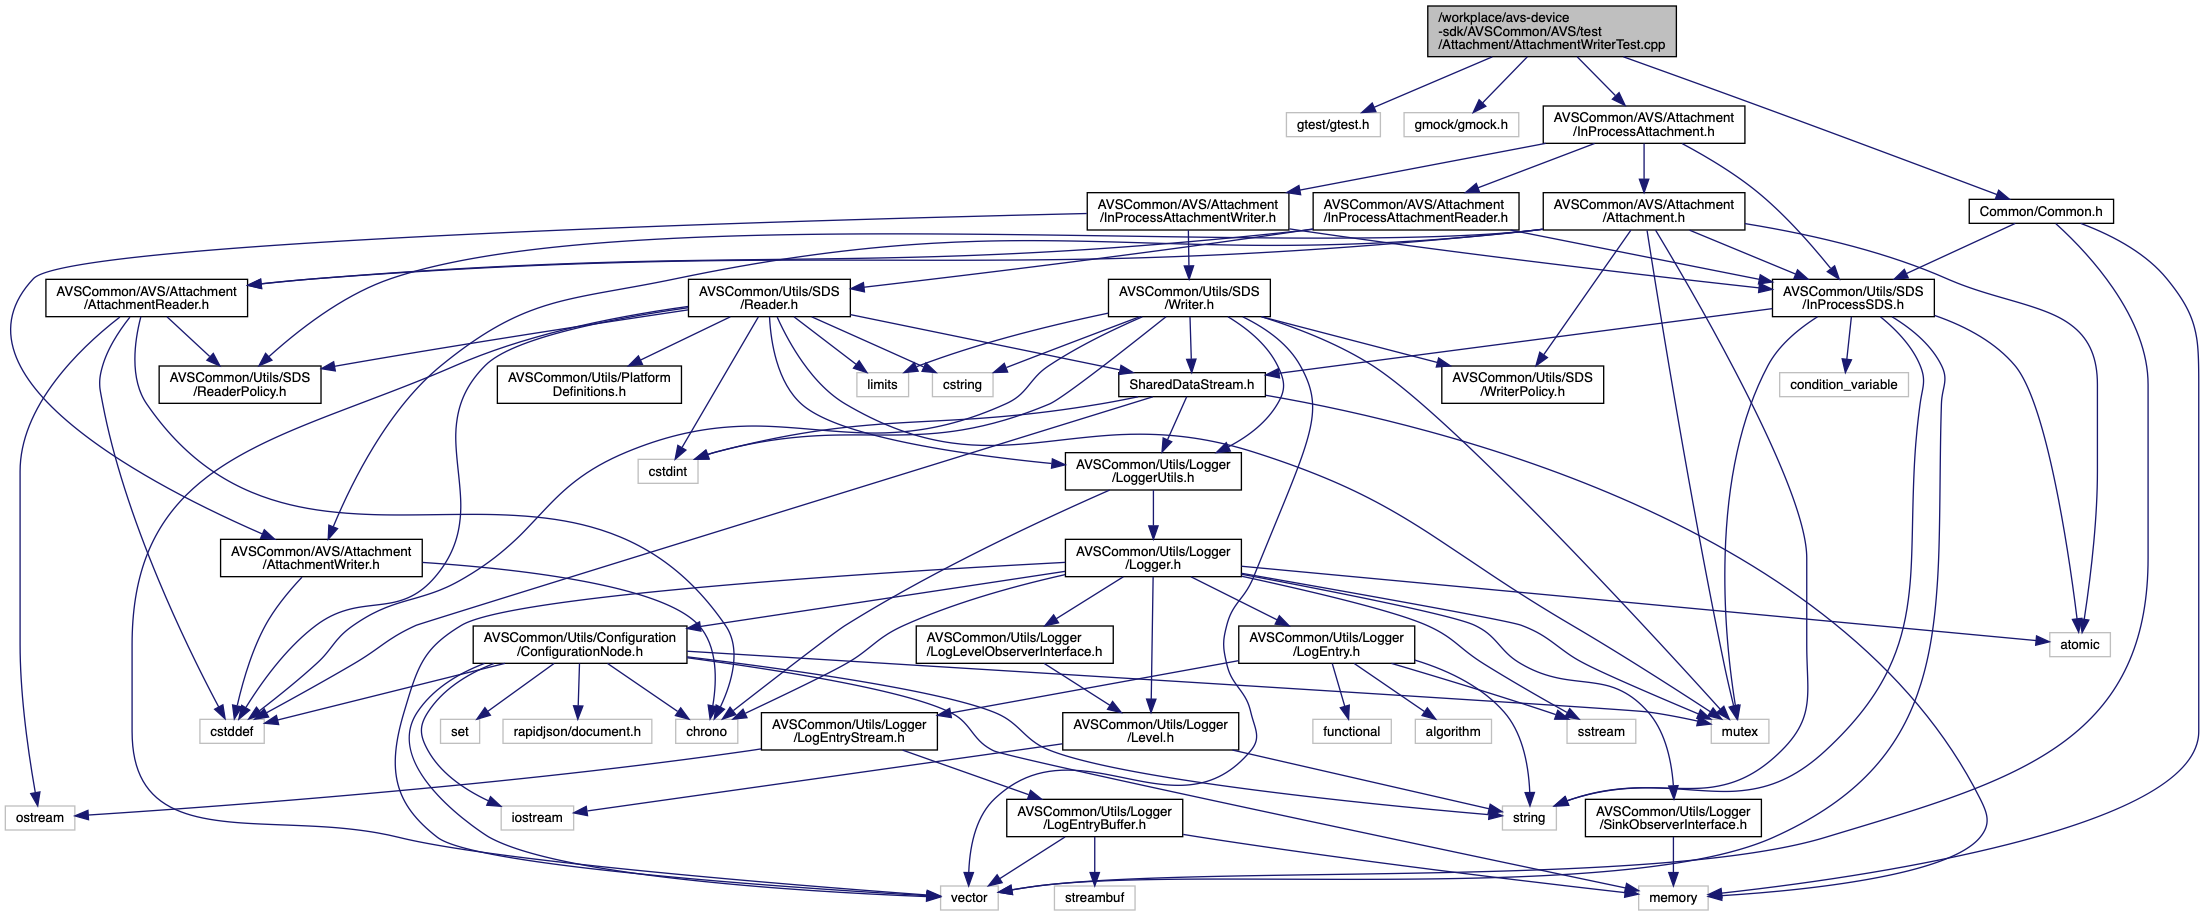 /workplace/avs-device
-sdk/AVSCommon/AVS/test
/Attachment/AttachmentWriterTest.cpp
gtest/gtest.h
gmock/gmock.h
AVSCommon/AVS/Attachment
/InProcessAttachment.h
AVSCommon/AVS/Attachment
/InProcessAttachmentWriter.h
AVSCommon/AVS/Attachment
/InProcessAttachmentReader.h
AVSCommon/AVS/Attachment
/Attachment.h
Common/Common.h
AVSCommon/AVS/Attachment
/AttachmentReader.h
AVSCommon/Utils/SDS
/Reader.h
AVSCommon/Utils/SDS
/Writer.h
AVSCommon/Utils/SDS
/InProcessSDS.h
AVSCommon/Utils/SDS
/ReaderPolicy.h
AVSCommon/Utils/Platform
Definitions.h
limits
cstring
SharedDataStream.h
AVSCommon/Utils/SDS
/WriterPolicy.h
condition_variable
cstdint
AVSCommon/Utils/Logger
/LoggerUtils.h
AVSCommon/AVS/Attachment
/AttachmentWriter.h
AVSCommon/Utils/Logger
/Logger.h
AVSCommon/Utils/Configuration
/ConfigurationNode.h
AVSCommon/Utils/Logger
/LogLevelObserverInterface.h
AVSCommon/Utils/Logger
/LogEntry.h
atomic
cstddef
set
rapidjson/document.h
chrono
AVSCommon/Utils/Logger
/LogEntryStream.h
AVSCommon/Utils/Logger
/Level.h
functional
algorithm
sstream
mutex
ostream
iostream
AVSCommon/Utils/Logger
/LogEntryBuffer.h
string
AVSCommon/Utils/Logger
/SinkObserverInterface.h
vector
streambuf
memory